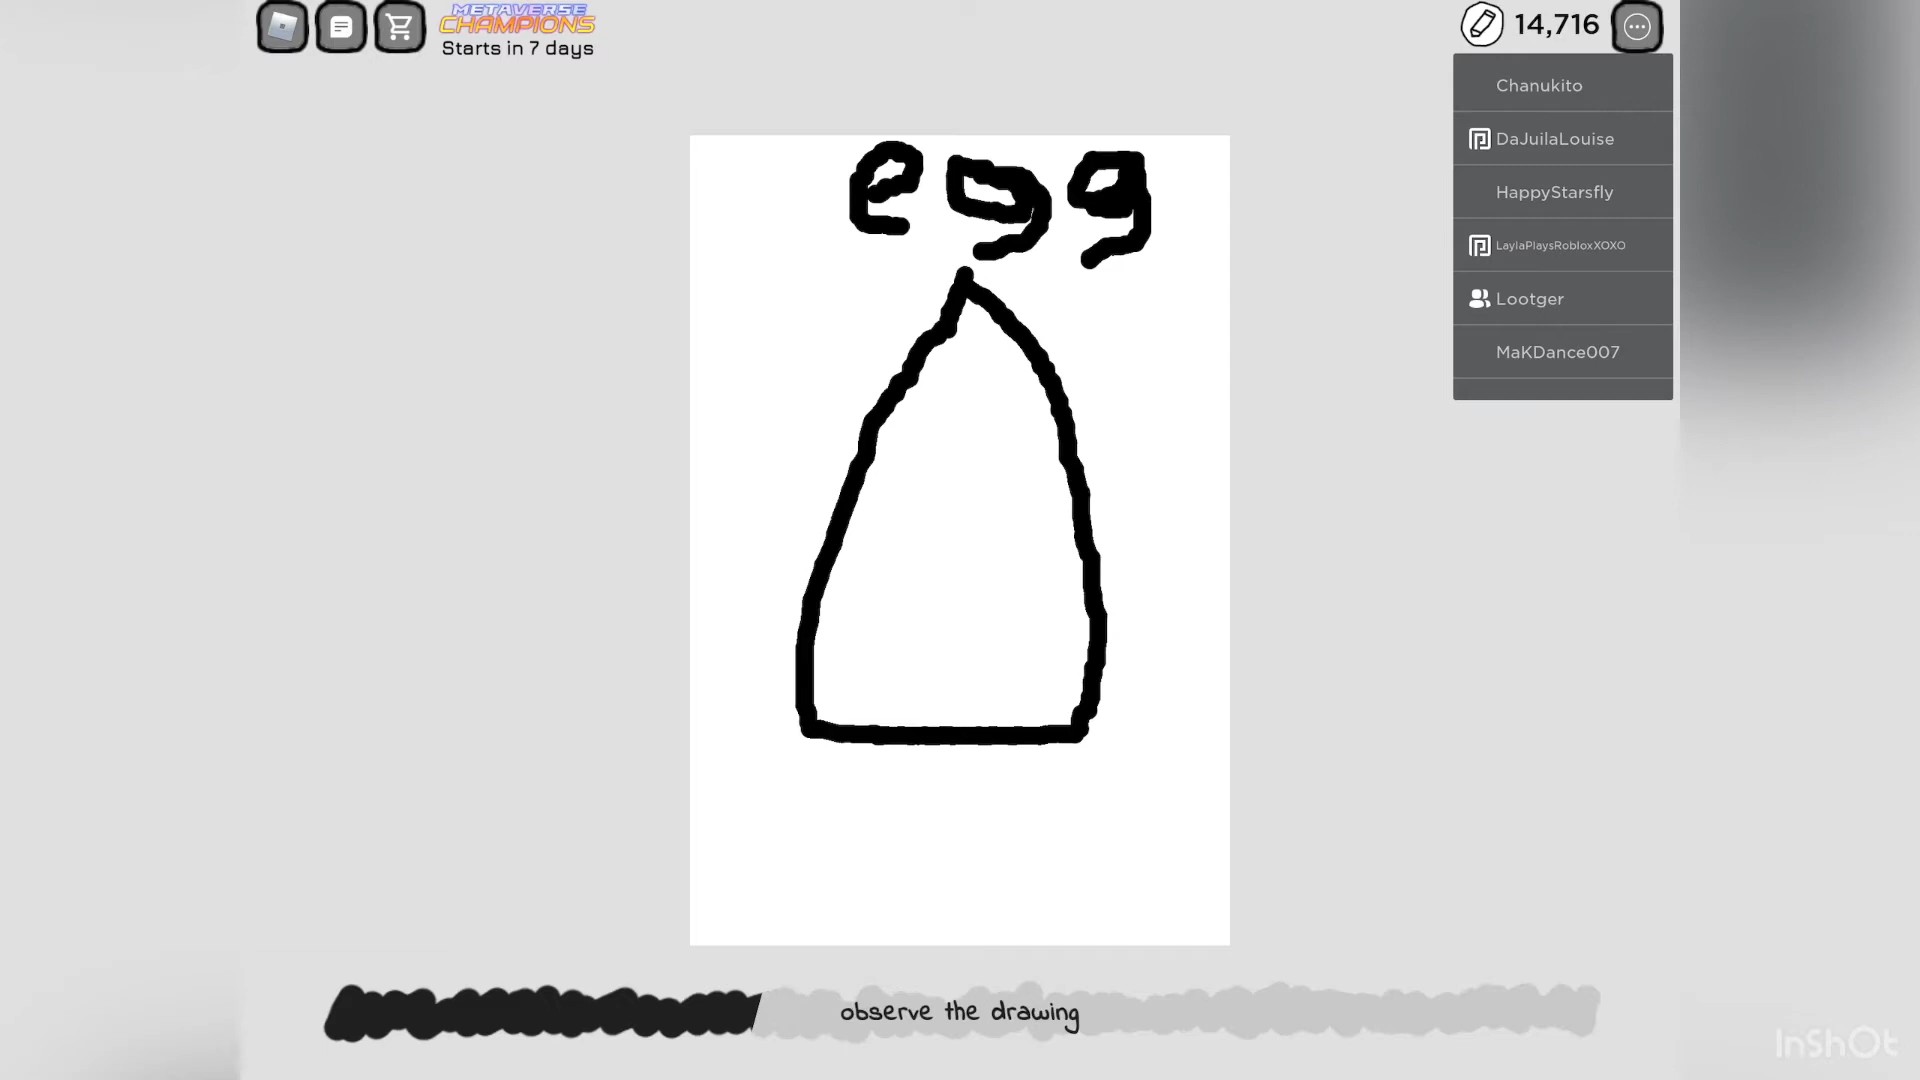 METAVERSE
CHAMPIONS
Starts in 7 days
14,716
Chanukito
DaJuilaLouise
HappyStarsfly
LaylaPlaysRobloxXOXO
Lootger
MaKDance007
egg
observe the drawing
InShOt